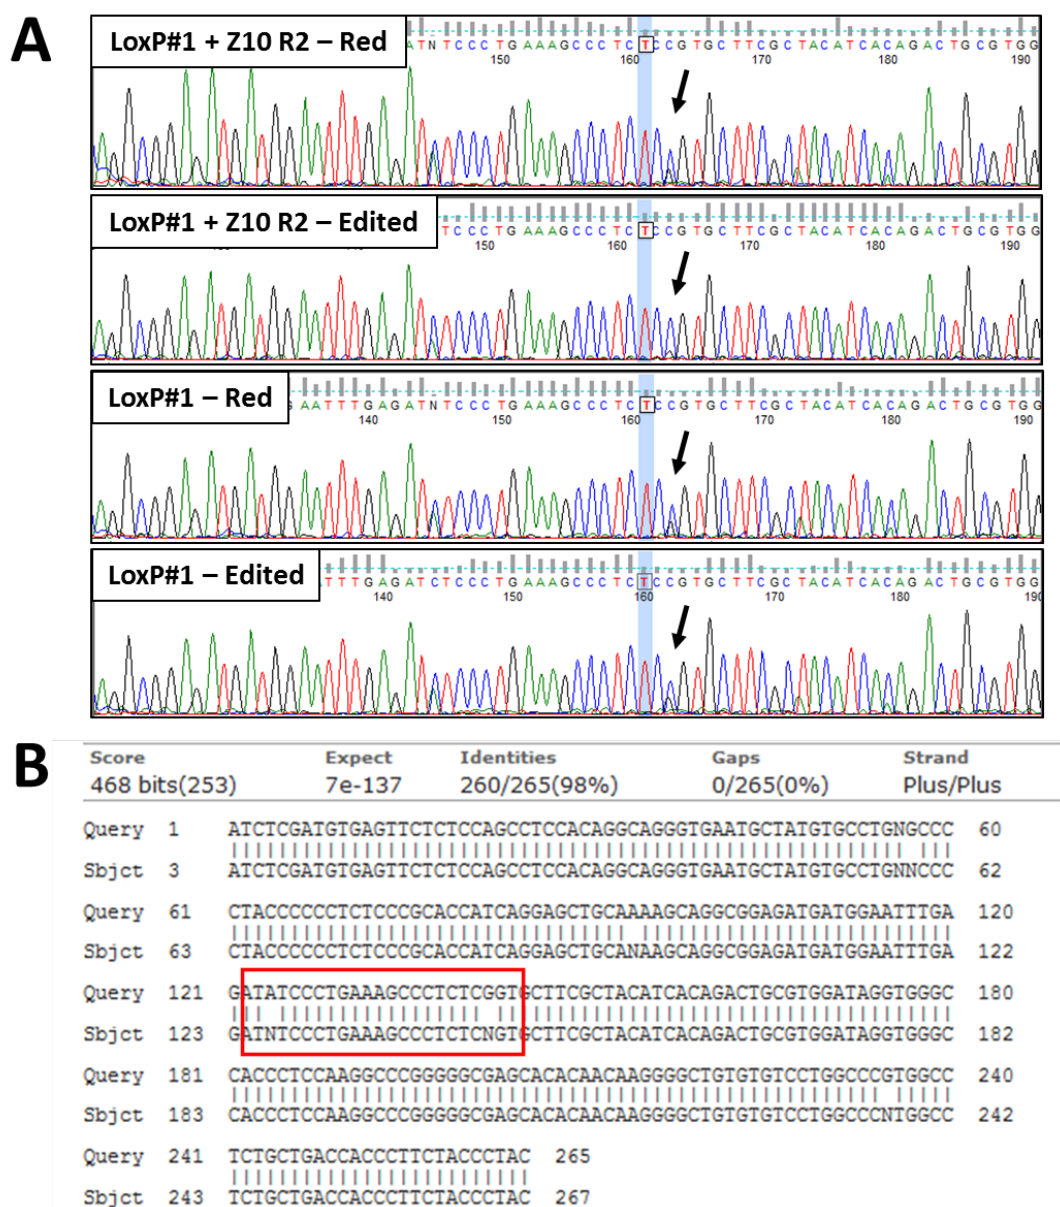 A
LoxP#1 + Z10 R2 – Red
ATNTCCCTGAAAGCCCTCTCCGTGCTTCGCTACATCACAGACTGCGTGG
150 160 170 180 190
LoxP#1 + Z10 R2 – Edited
TCCCTGAAAGCCCTCTCCGTGCTTCGCTACATCACAGACTGCGTGG
150 160 170 180 190
LoxP#1 – Red
GAATTTGAGATNTCCCTGAAAGCCCTCTCCGTGCTTCGCTACATCACAGACTGCGTGG
140 150 160 170 180 190
LoxP#1 – Edited
TTTGAGATCTCCCTGAAAGCCCTCTCCGTGCTTCGCTACATCACAGACTGCGTGG
140 150 160 170 180 190
B
Score Expect Identities Gaps Strand
468 bits(253) 7e-137 260/265(98%) 0/265(0%) Plus/Plus
Query 1 ATCTCGATGTGAGTTCTCTCCAGCCTCCACAGGCAGGGTGAATGCTATGTGCCTGNGCCC 60
Sbjct 3 ATCTCGATGTGAGTTCTCTCCAGCCTCCACAGGCAGGGTGAATGCTATGTGCCTGNNCCC 62
Query 61 CTACCCCCCTCTCCCGCACCATCAGGAGCTGCAAAAGCAGGCGGAGATGATGGAATTTGA 120
Sbjct 63 CTACCCCCCTCTCCCGCACCATCAGGAGCTGCANAAGCAGGCGGAGATGATGGAATTTGA 122
Query 121 GATATCCCTGAAAGCCCTCTCGGTGCTTCGCTACATCACAGACTGCGTGGATAGGTGGGC 180
Sbjct 123 GATNTCCCTGAAAGCCCTCTCNGTGCTTCGCTACATCACAGACTGCGTGGATAGGTGGGC 182
Query 181 CACCCTCCAAGGCCCGGGGGCGAGCACACAACAAGGGGCTGTGTGTCCTGGCCCGTGGCC 240
Sbjct 183 CACCCTCCAAGGCCCGGGGGCGAGCACACAACAAGGGGCTGTGTGTCCTGGCCCNTGGCC 242
Query 241 TCTGCTGACCACCCTTCTACCCTAC 265
Sbjct 243 TCTGCTGACCACCCTTCTACCCTAC 267